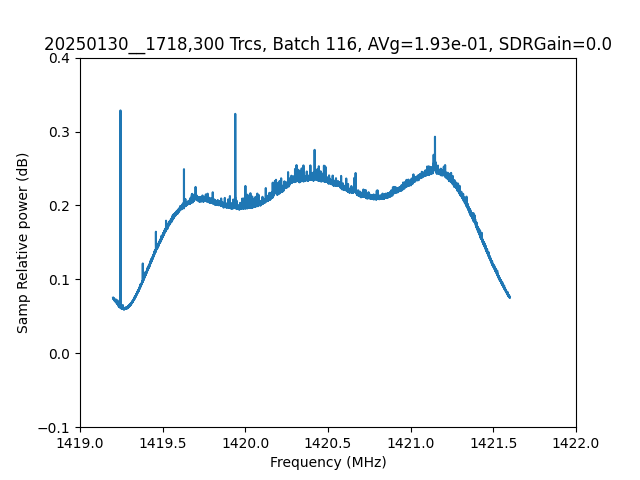 20250130__1718,300 Trcs, Batch 116, AVg=1.93e-01, SDRGain=0.0
0.4
0.3
0.2
0.1
0.0
−0.1
Samp Relative power (dB)
1419.0 1419.5 1420.0 1420.5 1421.0 1421.5 1422.0
Frequency (MHz)